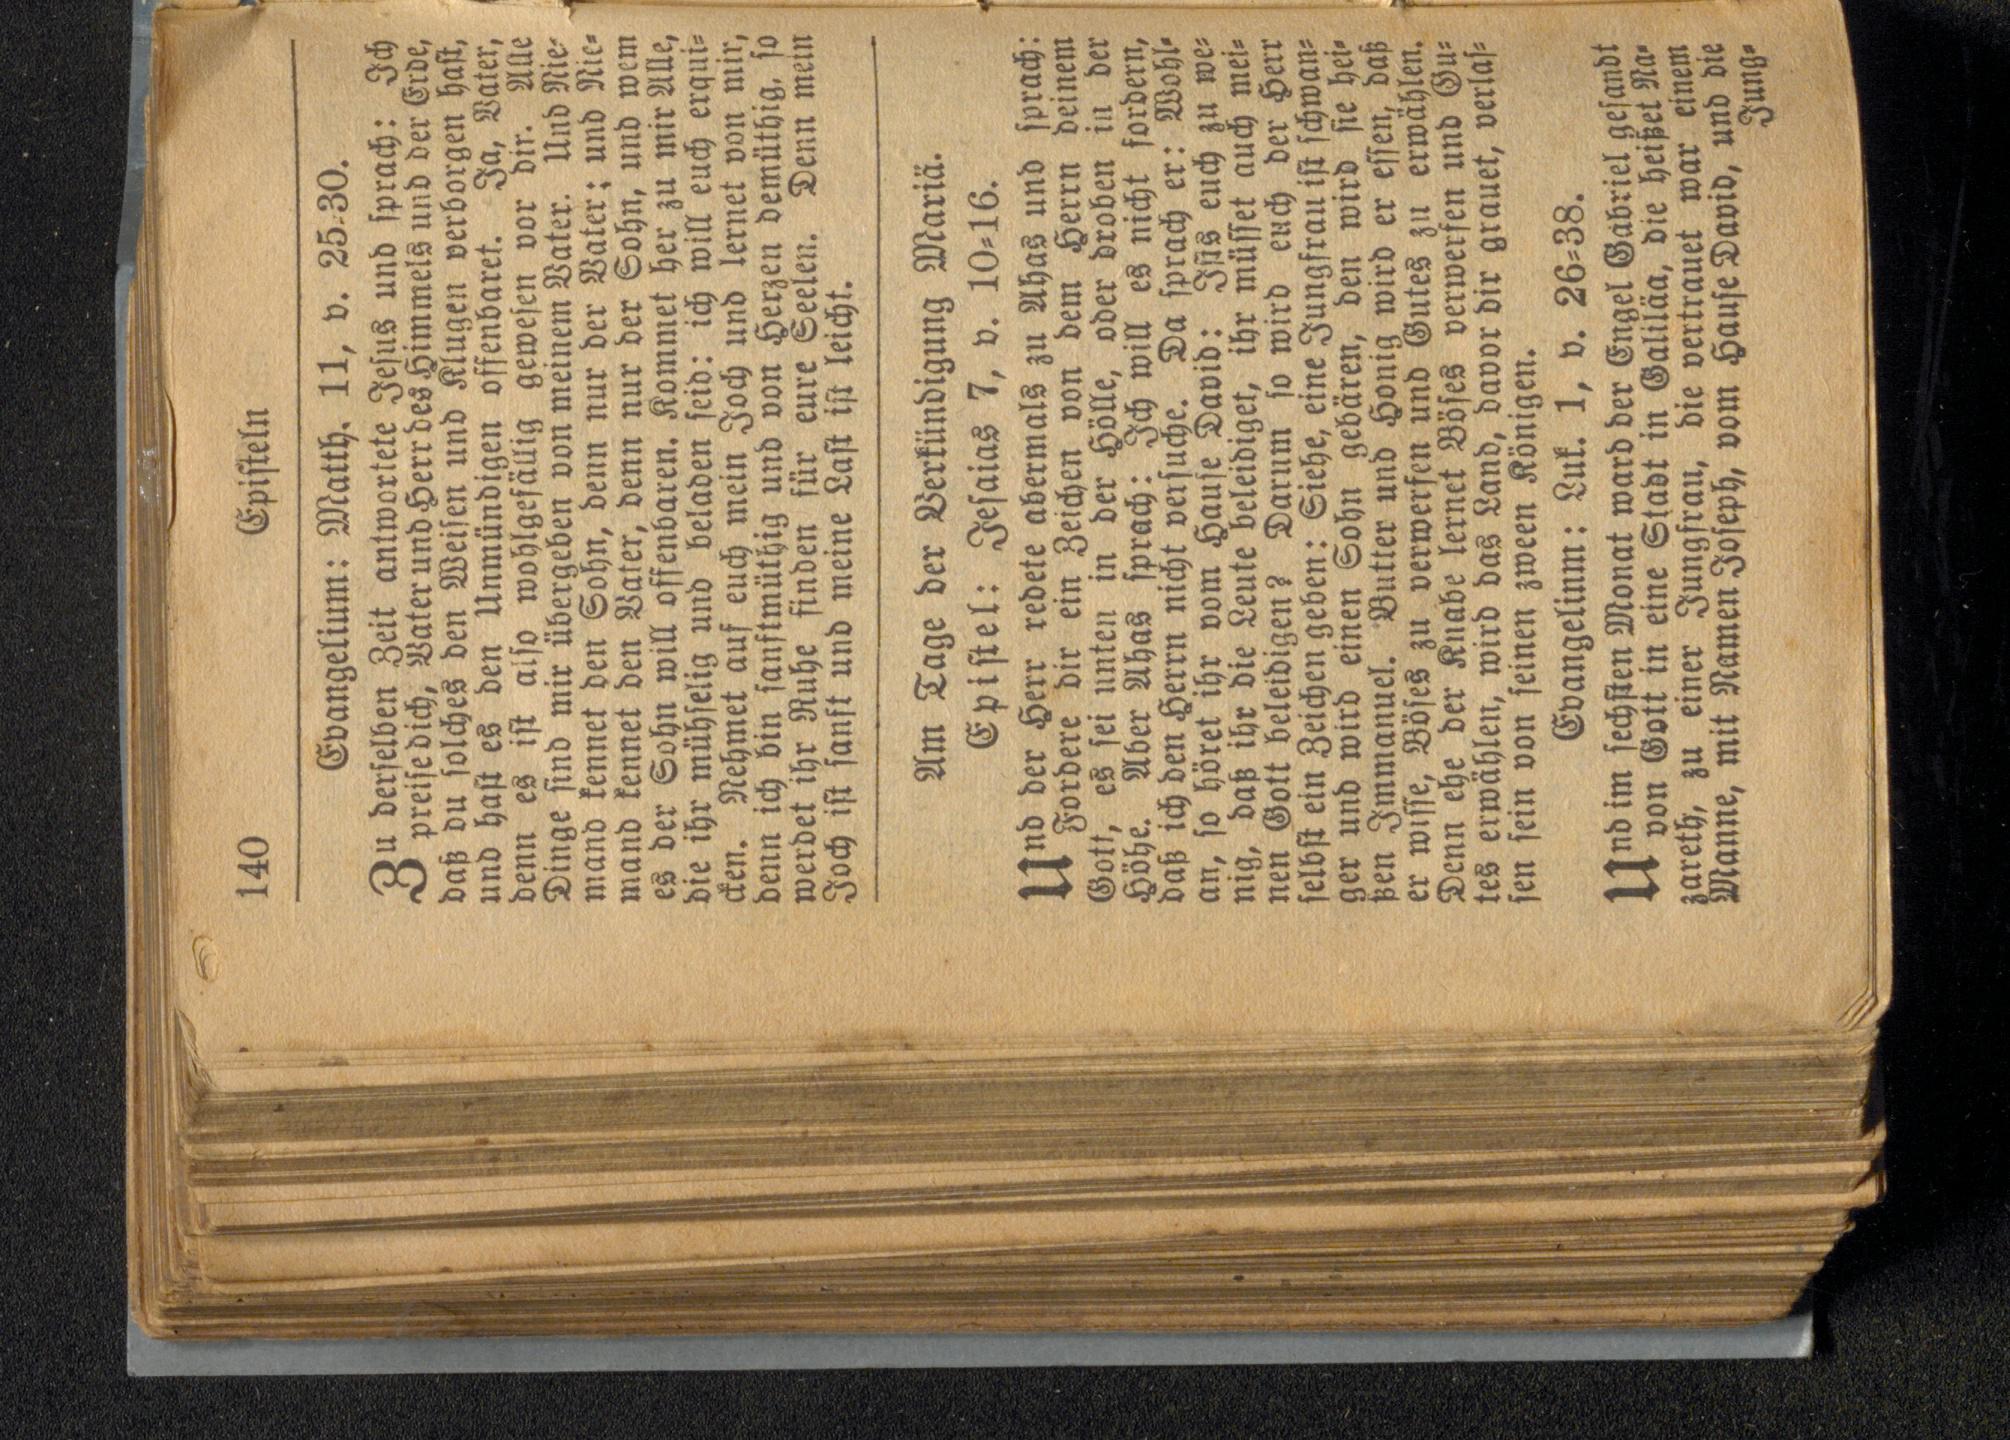 140 Episteln
Evangelium: Matth. 11, v. 25-30.
Zu derselben Zeit antwortete Jesus und sprach: Ich
preise dich, Vater und Herr des Himmels und der Erde,
daß du solches den Weisen und Klugen verborgen hast,
und hast es den Unmündigen offenbaret. Ja, Vater,
denn es ist also wohlgefällig gewesen vor dir. Alle
Dinge sind mir übergeben von meinem Vater. Und Nie-
mand kennet den Sohn, denn nur der Vater; und Nie-
mand kennet den Vater, denn nur der Sohn, und wem
es der Sohn will offenbaren. Kommet her zu mir Alle,
die ihr mühselig und beladen seid: ich will euch erqui-
cken. Nehmet auf euch mein Joch und lernet von mir,
denn ich bin sanftmüthig und von Herzen demüthig, so
werdet ihr Ruhe finden für eure Seelen. Denn mein
Joch ist sanft und meine Last ist leicht.
Am Tage der Verkündigung Mariä.
Epistel: Jesaias 7, v. 10-16.
Und der Herr redete abermals zu Ahas und sprach:
Fordere dir ein Zeichen von dem Herrn deinem
Gott, es sei unten in der Hölle, oder droben in der
Höhe. Aber Ahas sprach: Ich will es nicht fordern,
daß ich den Herrn nicht versuche. Da sprach er: Wohl-
an, so höret ihr vom Hause David: Ists euch zu we-
nig, daß ihr die Leute beleidiget, ihr müsset auch mei-
nen Gott beleidigen? Darum so wird euch der Herr
selbst ein Zeichen geben: Siehe, eine Jungfrau ist schwan-
ger und wird einen Sohn gebären, den wird sie hei-
ßen Immanuel. Butter und Honig wird er essen, daß
er wisse, Böses zu verwerfen und Gutes zu erwählen.
Denn ehe der Knabe lernet Böses verwerfen und Gu-
tes erwählen, wird das Land, davor dir grauet, verlas-
sen sein von seinen zween Königen.
Evangelinm: Luk. 1, v. 26-38.
Und im sechsten Monat ward der Engel Gabriel gesandt
von Gott in eine Stadt in Galiläa, die heißet Na-
zareth, zu einer Jungfrau, die vertrauet war einem
Manne, mit Namen Joseph, vom Hause David, und die
Jung-